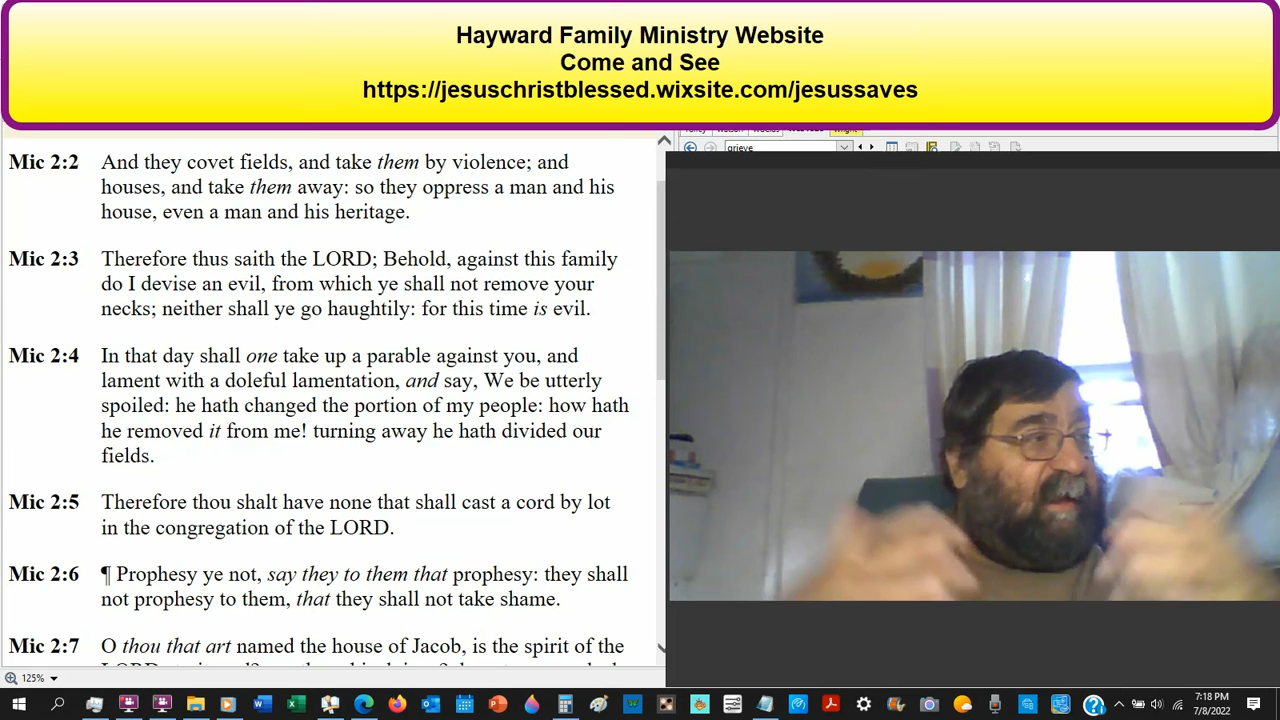 Hayward Family Ministry Website
Come and See
https://jesuschristblessed.wixsite.com/jesussaves
grieve
Mic 2:2 And they covet fields, and take them by violence; and
houses, and take them away: so they oppress a man and his
house, even a man and his heritage.
Mic 2:3 Therefore thus saith the LORD; Behold, against this family
do I devise an evil, from which ye shall not remove your
necks; neither shall ye go haughtily: for this time is evil.
Mic 2:4 In that day shall one take up a parable against you, and
lament with a doleful lamentation, and say, We be utterly
spoiled: he hath changed the portion of my people: how hath
he removed it from me! turning away he hath divided our
fields.
Mic 2:5 Therefore thou shalt have none that shall cast a cord by lot
in the congregation of the LORD.
Mic 2:6 ¶ Prophesy ye not, say they to them that prophesy: they shall
not prophesy to them, that they shall not take shame.
Mic 2:7 O thou that art named the house of Jacob, is the spirit of the
125%
7:18 PM
7/8/2022